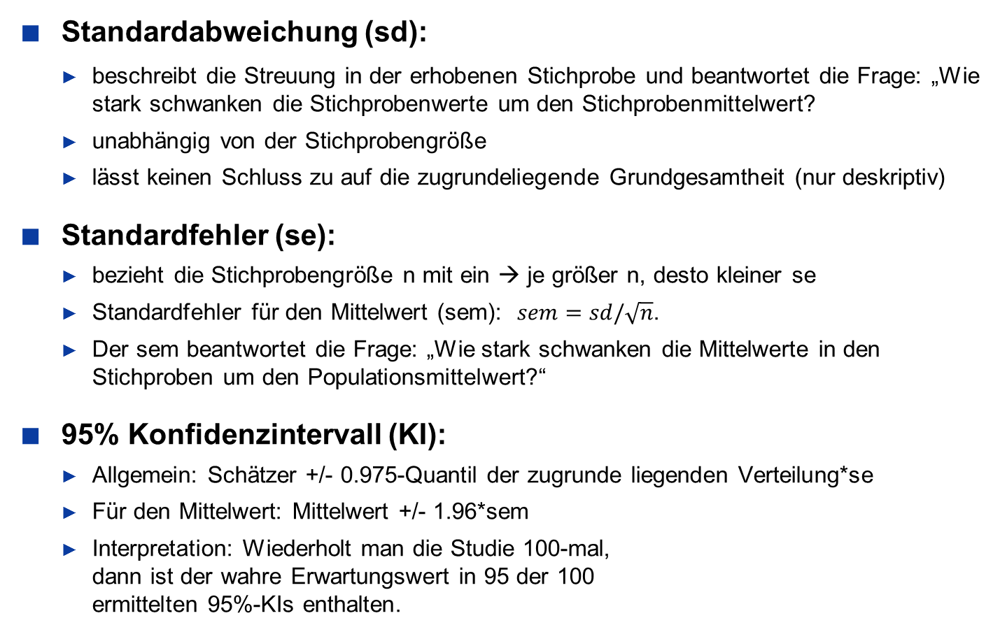 Standardabweichung (sd):
beschreibt die Streuung in der erhobenen Stichprobe und beantwortet die Frage: „Wie
stark schwanken die Stichprobenwerte um den Stichprobenmittelwert?
unabhängig von der Stichprobengröße
lässt keinen Schluss zu auf die zugrundeliegende Grundgesamtheit (nur deskriptiv)
Standardfehler (se):
bezieht die Stichprobengröße n mit ein → je größer n, desto kleiner se
Standardfehler für den Mittelwert (sem): sem = sd/√n.
Der sem beantwortet die Frage: „Wie stark schwanken die Mittelwerte in den
Stichproben um den Populationsmittelwert?“
95% Konfidenzintervall (KI):
Allgemein: Schätzer +/- 0.975-Quantil der zugrunde liegenden Verteilung*se
Für den Mittelwert: Mittelwert +/- 1.96*sem
Interpretation: Wiederholt man die Studie 100-mal,
dann ist der wahre Erwartungswert in 95 der 100
ermittelten 95%-KIs enthalten.